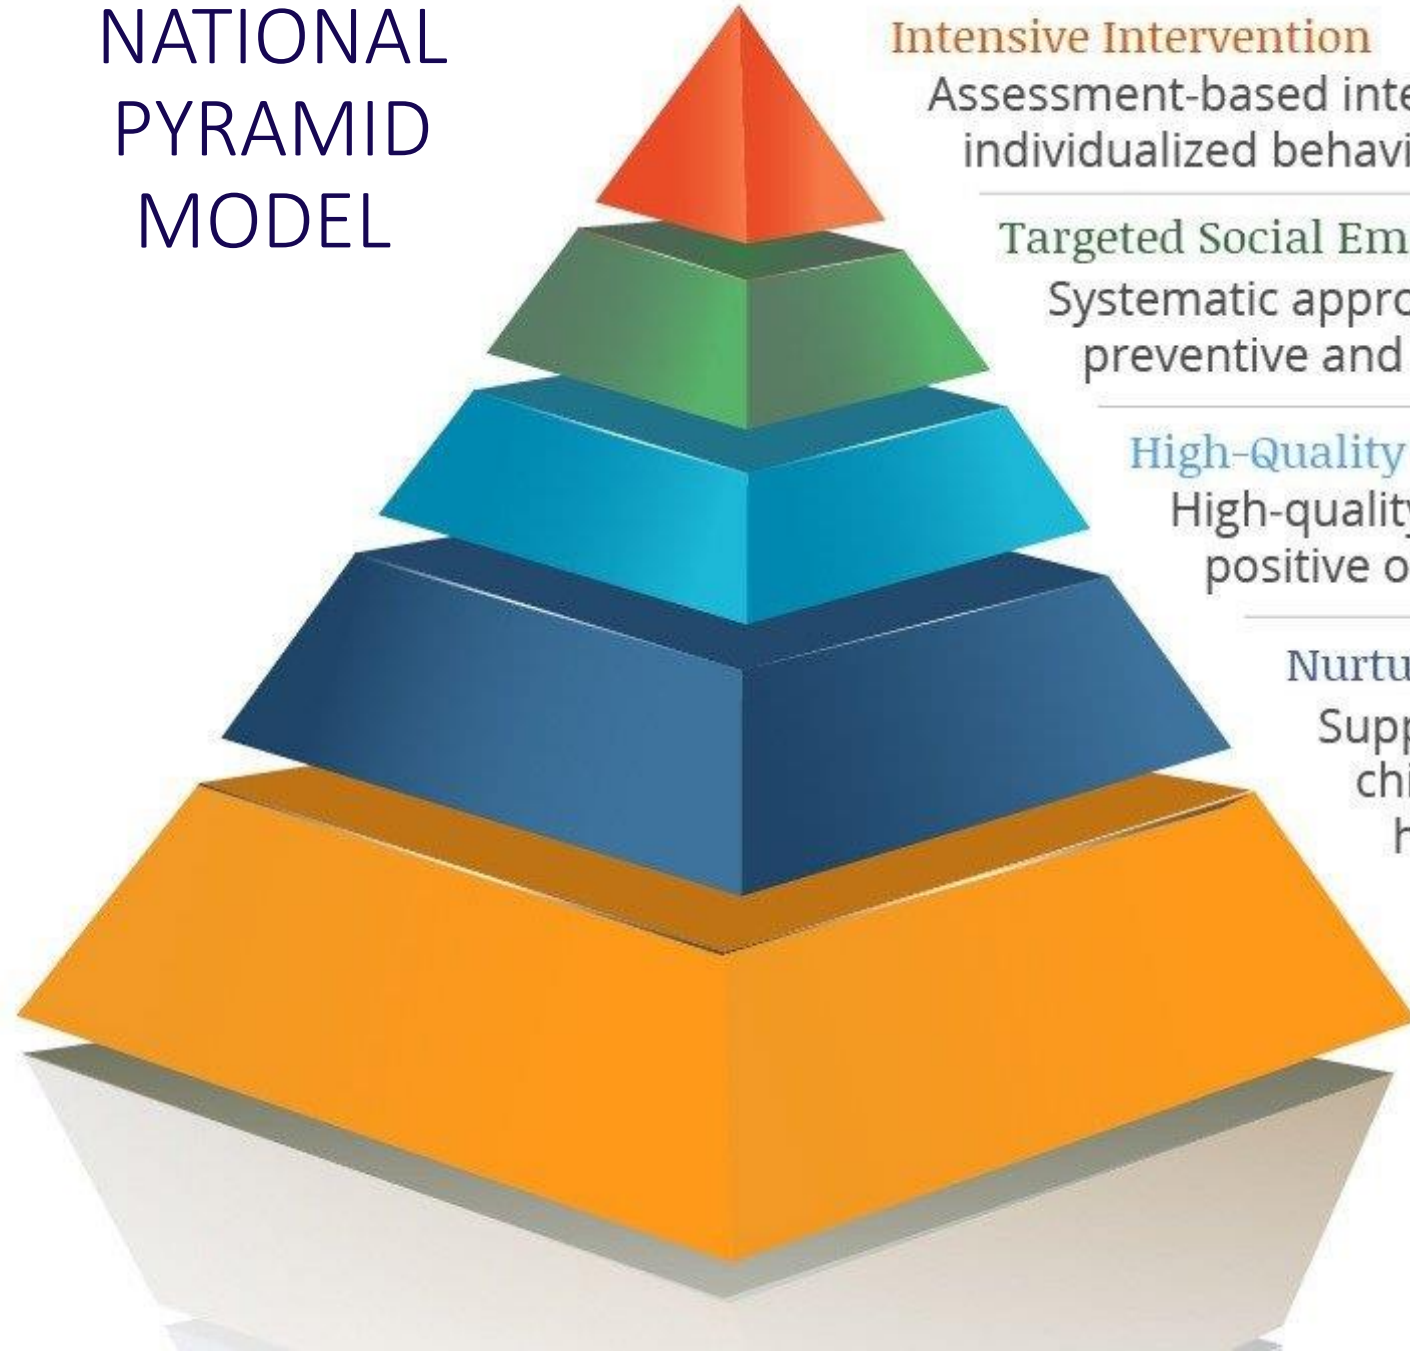 NATIONAL
PYRAMID
MODEL
Intensive Intervention
Assessment-based inte
individualized behavi
Targeted Social Em
Systematic appro
preventive and
High-Quality
High-quality
positive o
Nurtu
Supp
chi
h